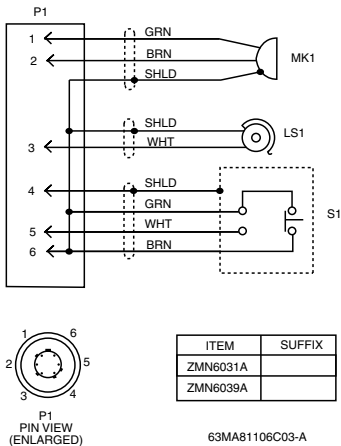 P1
1
GRN
2
BRN
MK1
SHLD
SHLD
LS1
3
WHT
4
SHLD
GRN
S1
5
WHT
6
BRN
1
6
2
5
3
4
P1
PIN VIEW
(ENLARGED)
ITEM SUFFIX
ZMN6031A
ZMN6039A
63MA81106C03-A